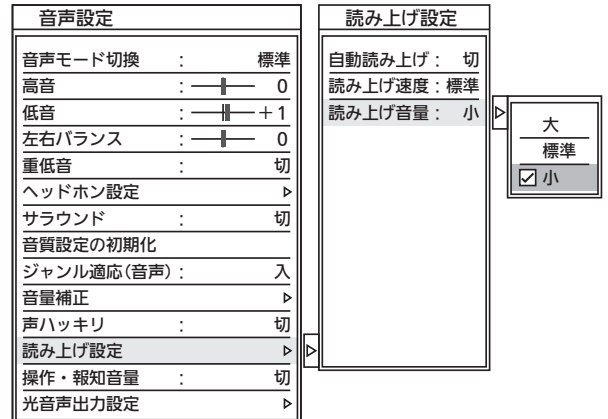 音声設定
音声モード切換 : 標準
高音 : 0
低音 : +1
左右バランス : 0
重低音 : 切
ヘッドホン設定
サラウンド : 切
音質設定の初期化
ジャンル適応(音声) : 入
音量補正
声ハッキリ : 切
読み上げ設定
操作・報知音量 : 切
光音声出力設定
読み上げ設定
自動読み上げ : 切
読み上げ速度 : 標準
読み上げ音量 : 小
大
標準
小